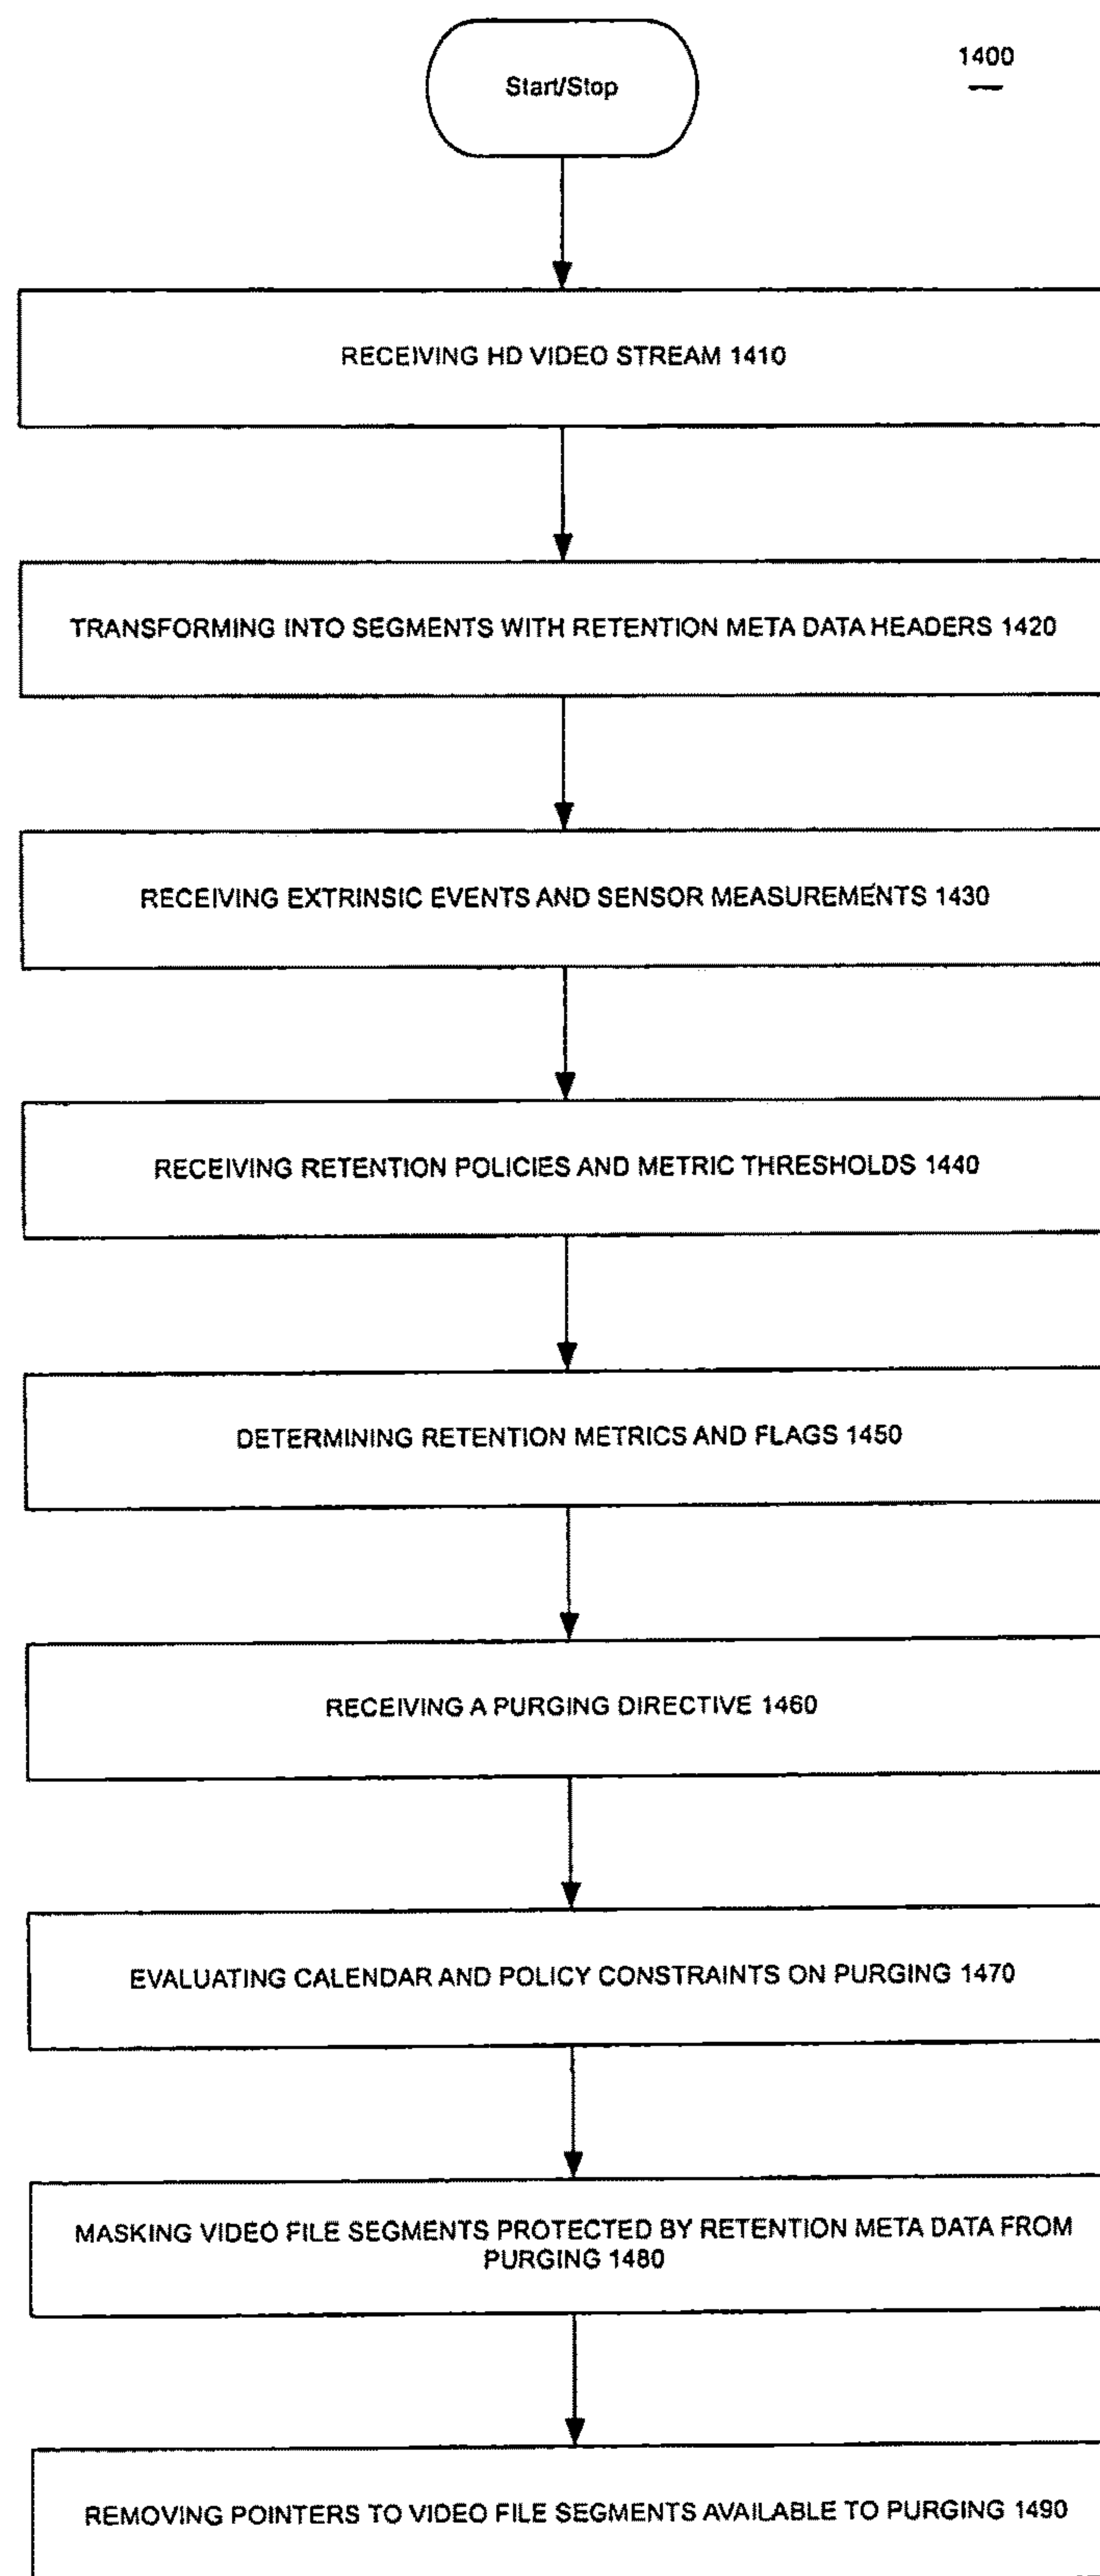 Start/Stop
1400
RECEIVING HD VIDEO STREAM 1410
TRANSFORMING INTO SEGMENTS WITH RETENTION META DATA HEADERS 1420
RECEIVING EXTRINSIC EVENTS AND SENSOR MEASUREMENTS 1430
RECEIVING RETENTION POLICIES AND METRIC THRESHOLDS 1440
DETERMINING RETENTION METRICS AND FLAGS 1450
RECEIVING A PURGING DIRECTIVE 1460
EVALUATING CALENDAR AND POLICY CONSTRAINTS ON PURGING 1470
MASKING VIDEO FILE SEGMENTS PROTECTED BY RETENTION META DATA FROM
PURGING 1480
REMOVING POINTERS TO VIDEO FILE SEGMENTS AVAILABLE TO PURGING 1490